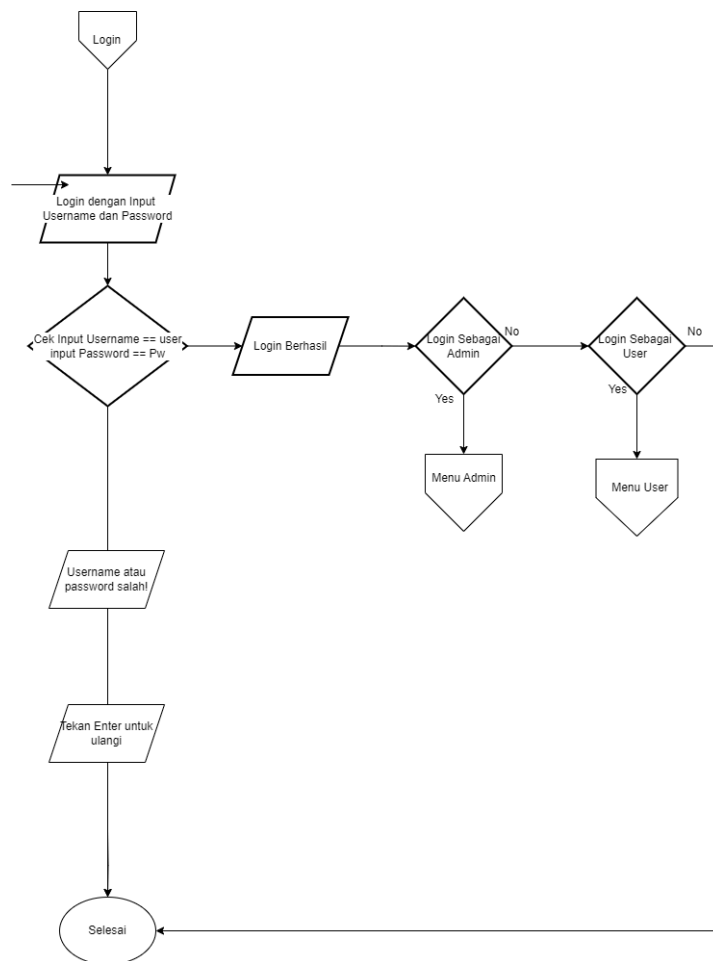 Login
Login dengan Input
Username dan Password
Cek Input Username == user
input Password == Pw
Login Berhasil
Login Sebagai
Admin
No
Login Sebagai
User
No
Yes
Yes
Menu Admin
Menu User
Username atau
password salah!
Tekan Enter untuk
ulangi
Selesai